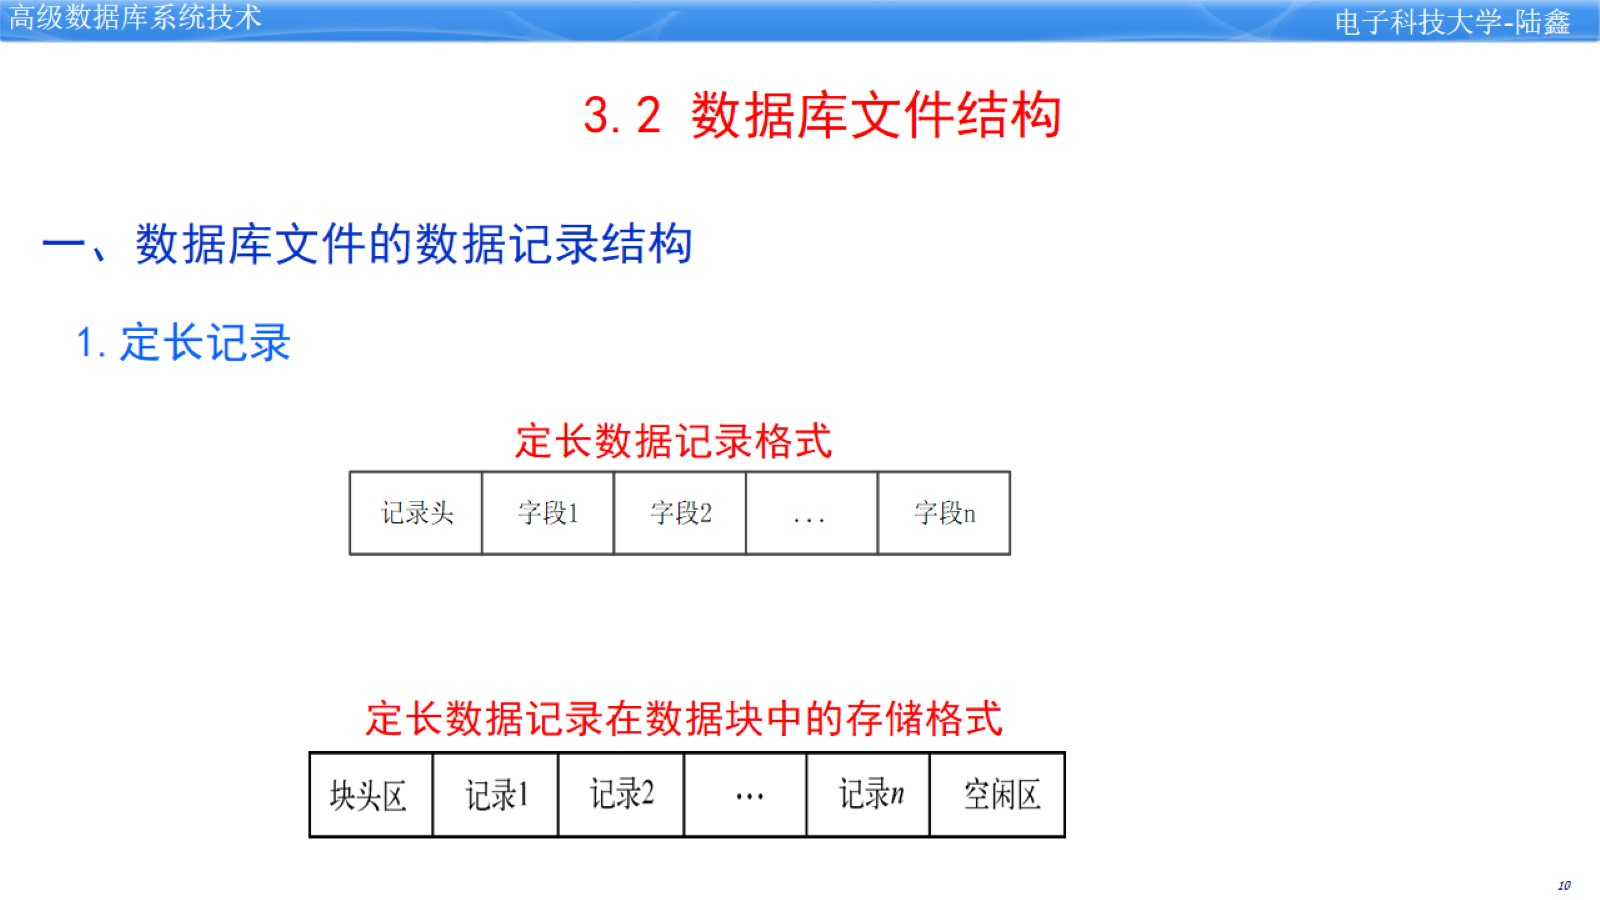 高级数据库系统技术
电子科技大学-陆鑫
3.2 数据库文件结构
一、数据库文件的数据记录结构
1.定长记录
定长数据记录格式
记录头 字段1 字段2 ... 字段n
定长数据记录在数据块中的存储格式
块头区 记录1 记录2 … 记录n 空闲区
10